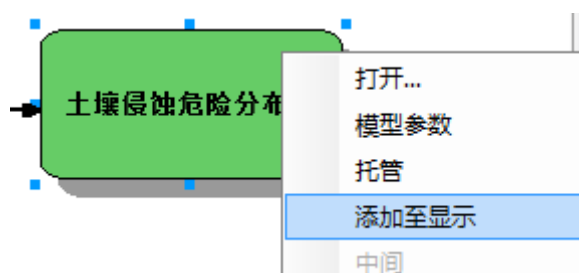 土壤侵蚀危险分布
打开...
模型参数
托管
添加至显示
中间